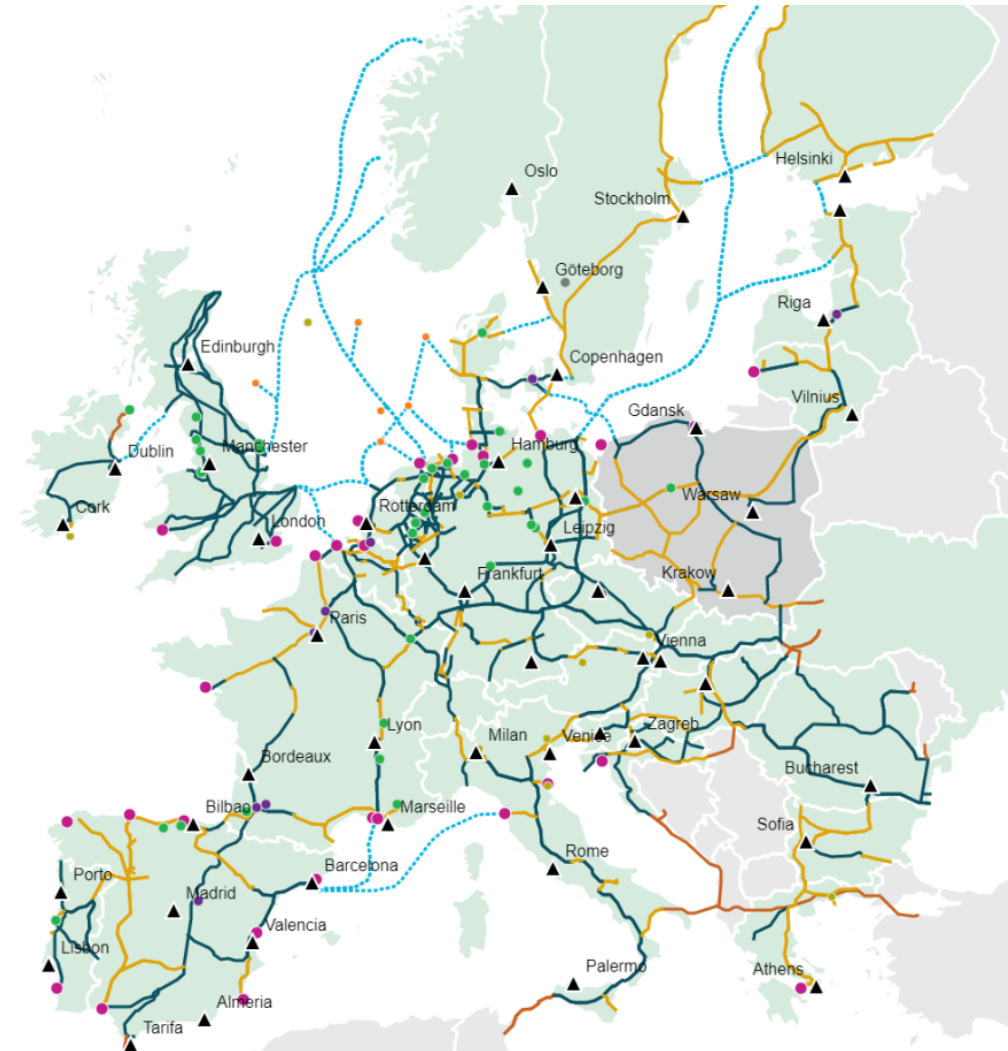 Helsinki
Oslo
Stockholm
Göteborg
Riga
Edinburgh
Copenhagen
Vilnius
Gdansk
Manchester
Hamburg
Dublin
Warsaw
Cork
Rotterdam
London
Leipzig
Frankfurt
Krakow
Paris
Vienna
Lyon
Milan
Venice
Zagreb
Bordeaux
Bucharest
Bilbao
Marseille
Sofia
Rome
Barcelona
Porto
Madrid
Valencia
Lisbon
Palermo
Athens
Almeria
Tarifa